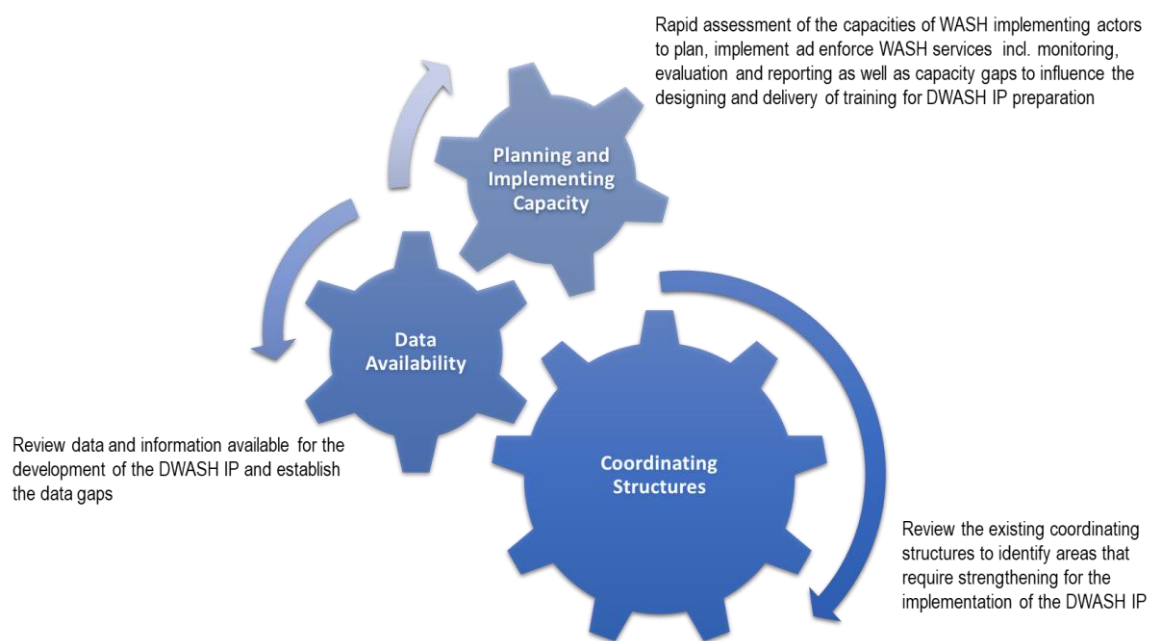 Rapid assessment of the capacities of WASH implementing actors
to plan, implement ad enforce WASH services incl. monitoring,
evaluation and reporting as well as capacity gaps to influence the
designing and delivery of training for DWASH IP preparation
Planning and
Implementing
Capacity
Data
Availability
Review data and information available for the
development of the DWASH IP and establish
the data gaps
Coordinating
Structures
Review the existing coordinating
structures to identify areas that
require strengthening for the
implementation of the DWASH IP